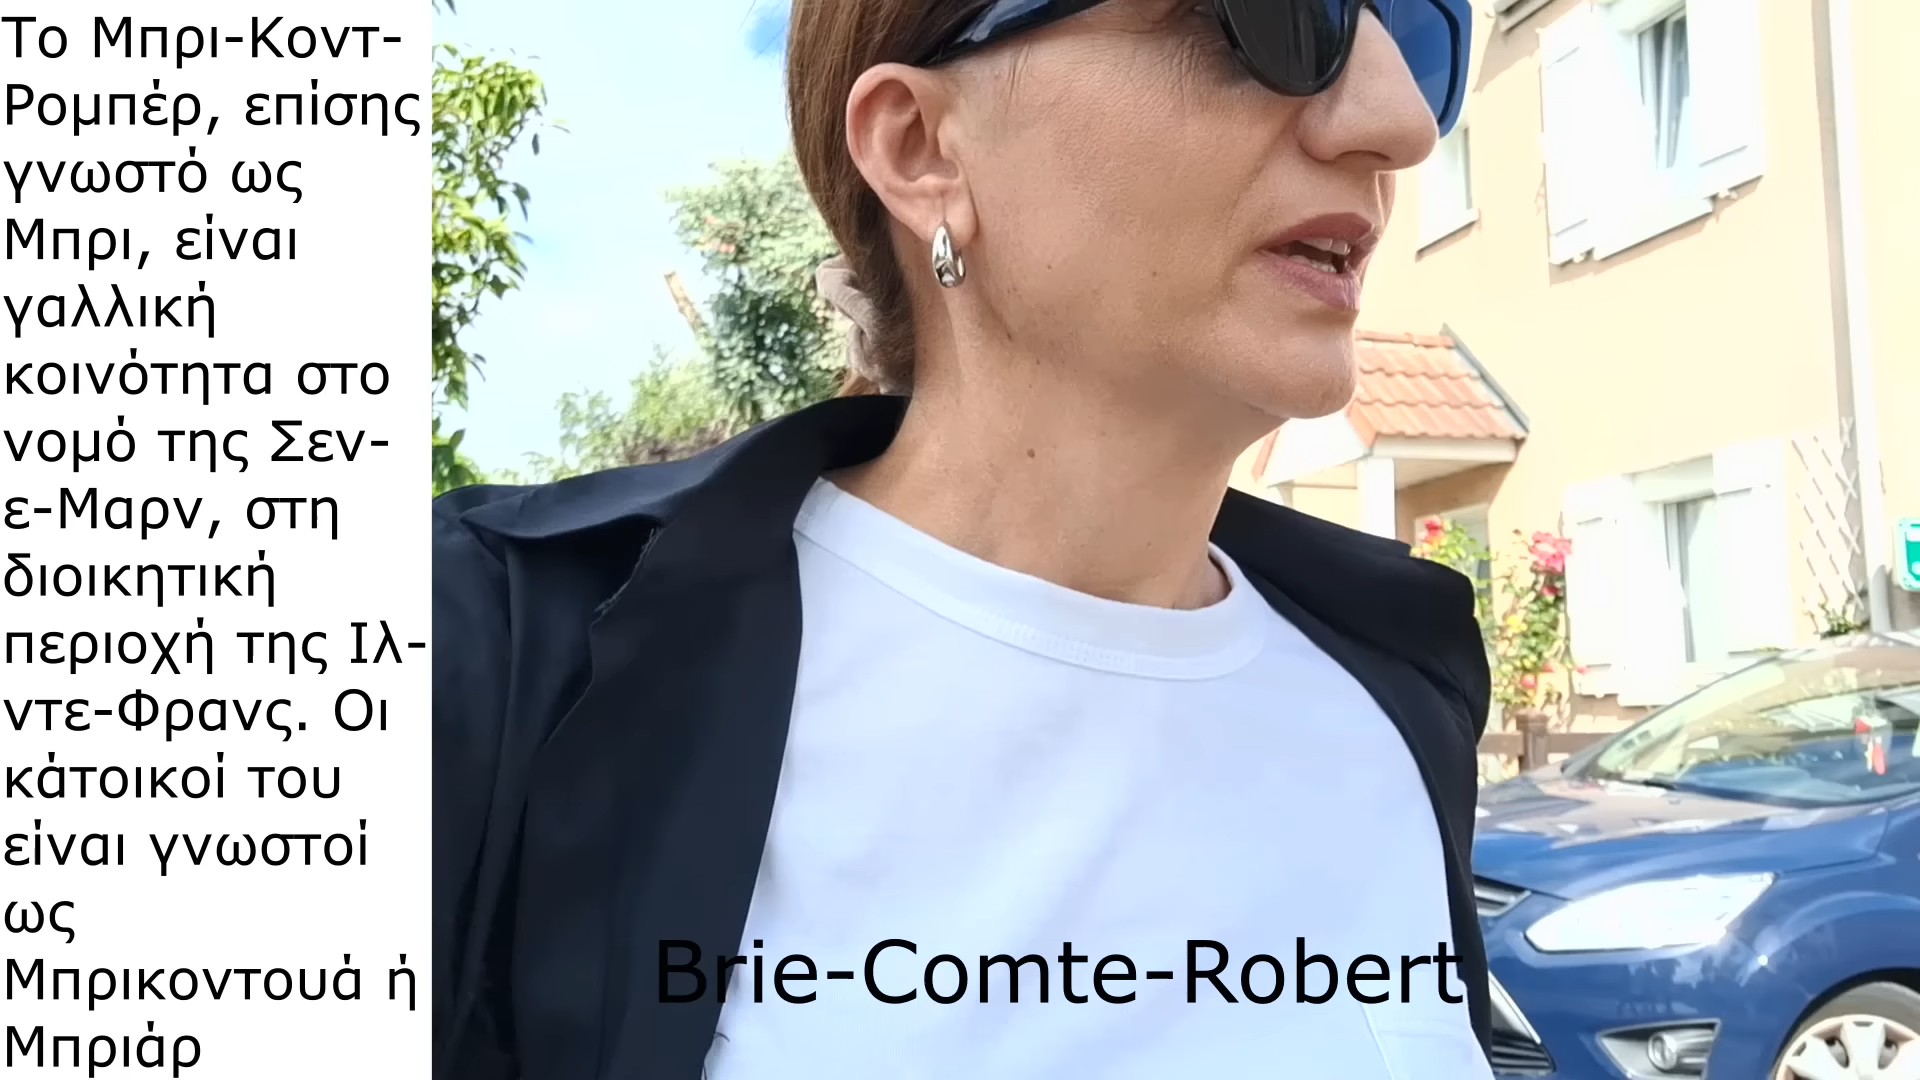 Το Μπρι-Κοντ-
Ρομπέρ, επίσης
γνωστό ως
Μπρι, είναι
γαλλική
κοινότητα στο
νομό της Σεν-
ε-Μαρν, στη
διοικητική
περιοχή της Ιλ-
ντε-Φρανς. Οι
κάτοικοί του
είναι γνωστοί
ως
Μπρικοντουά ή
Μπριάρ
Brie-Comte-Robert